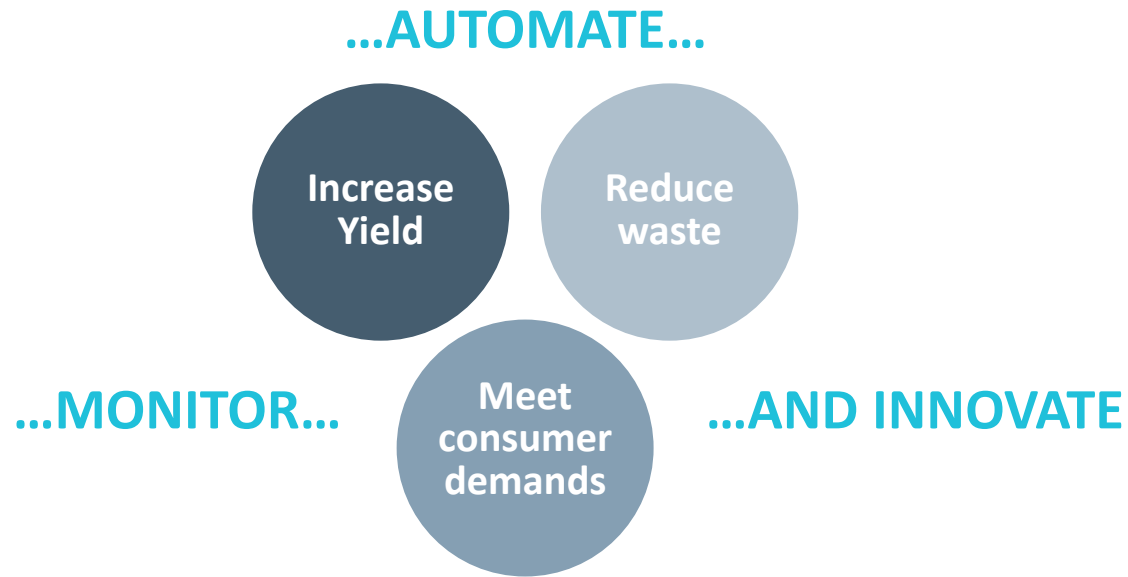 …AUTOMATE…
Increase
Yield
Reduce
waste
…MONITOR…
Meet
consumer
demands
…AND INNOVATE